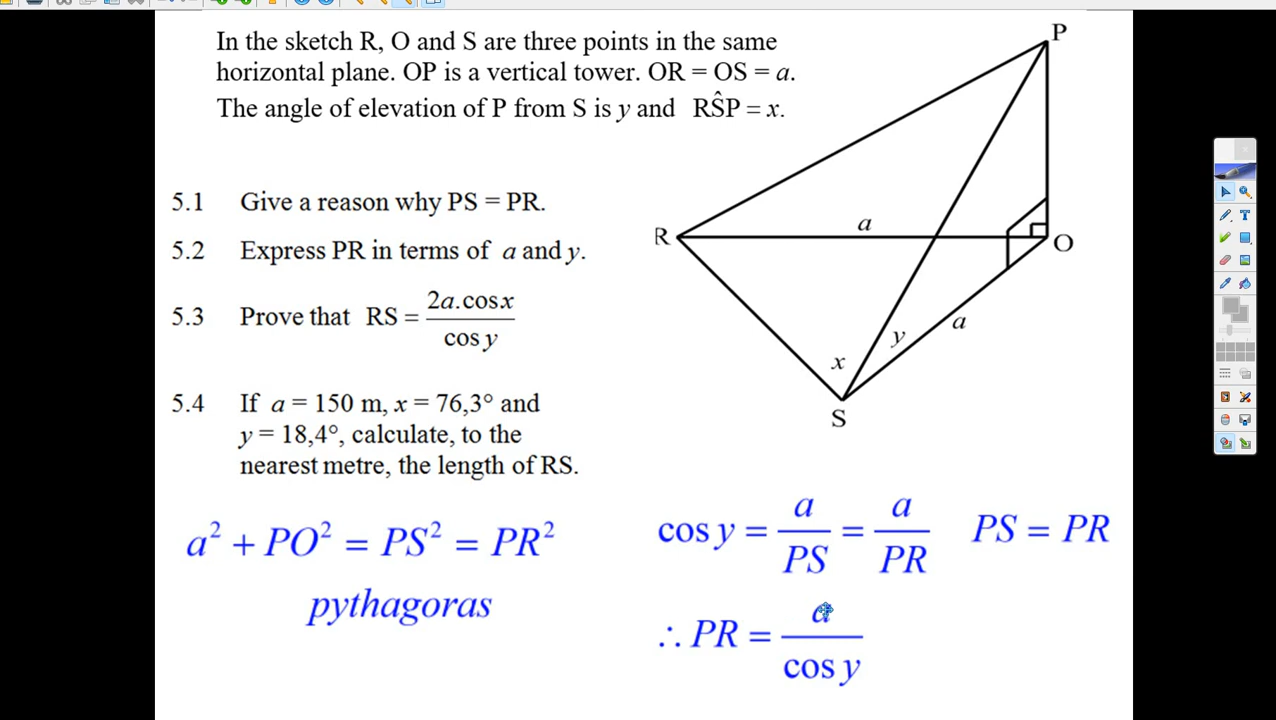 In the sketch R, O and S are three points in the same
horizontal plane. OP is a vertical tower. OR = OS = a.
The angle of elevation of P from S is y and RŜP = x.
5.1 Give a reason why PS = PR.
5.2 Express PR in terms of a and y.
5.3 Prove that RS = 2a.cosx / cos y
5.4 If a = 150 m, x = 76,3° and
y = 18,4°, calculate, to the
nearest metre, the length of RS.
P
R
a
O
a
y
x
S
a² + PO² = PS² = PR²
pythagoras
cos y = a / PS = a / PR PS = PR
∴ PR = a / cos y
T